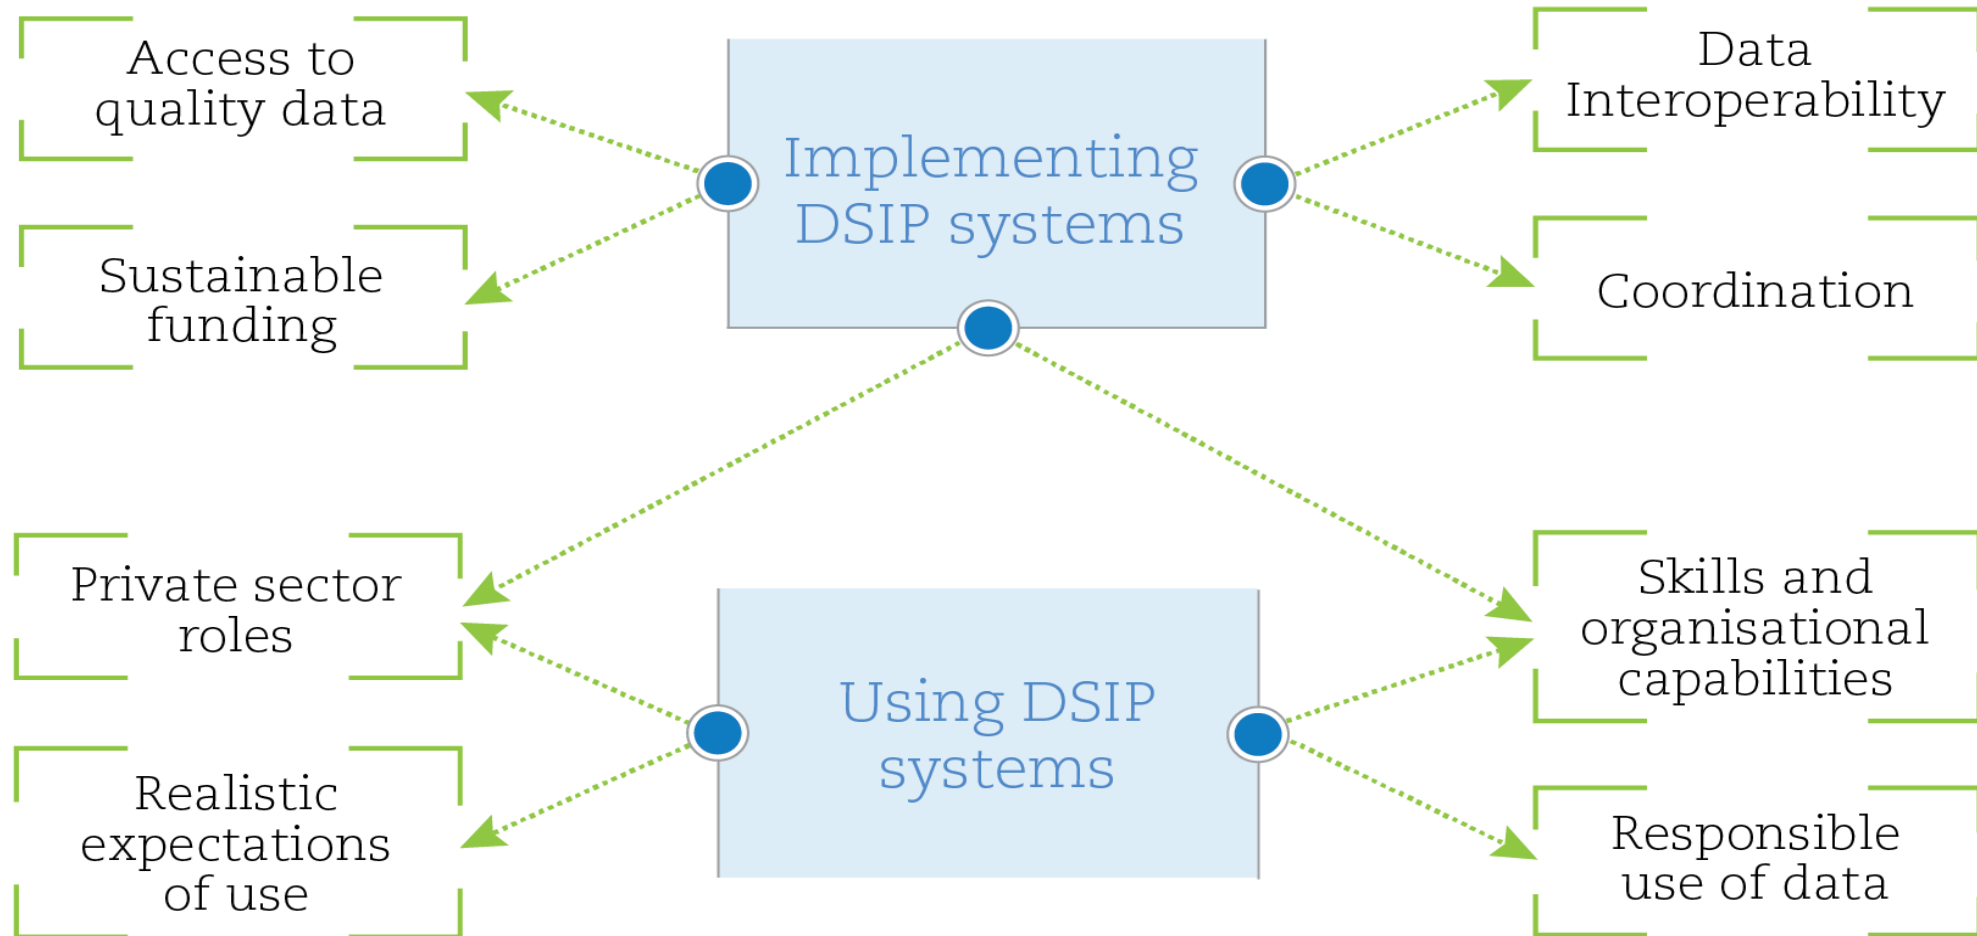 Access to
quality data
Sustainable
funding
Implementing
DSIP systems
Data
Interoperability
Coordination
Private sector
roles
Realistic
expectations
of use
Using DSIP
systems
Skills and
organisational
capabilities
Responsible
use of data